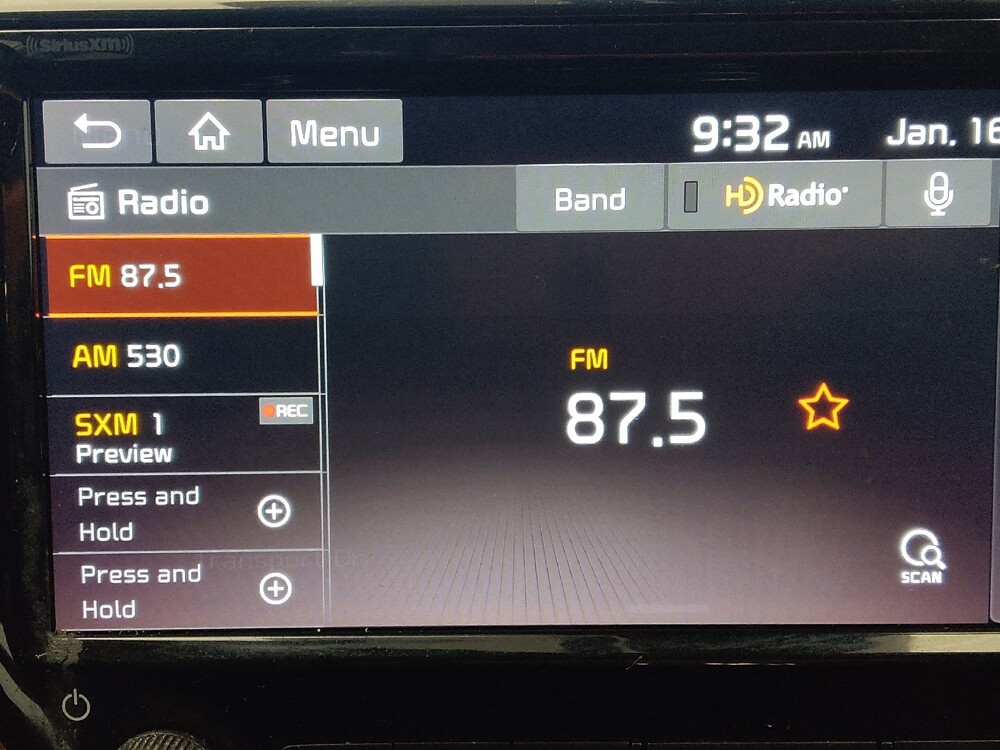 ((SiriusXM))
Menu
9:32 AM
Jan. 16
Radio
Band
HD Radio
FM 87.5
AM 530
SXM 1
REC
Preview
Press and
Hold
Press and
Hold
FM
87.5
SCAN